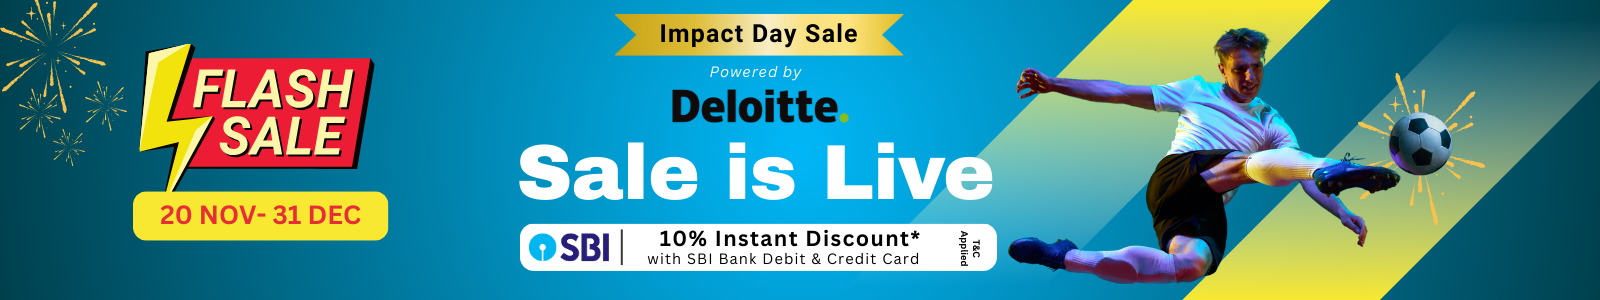 FLASH
SALE
20 NOV- 31 DEC
Impact Day Sale
Powered by
Deloitte.
Sale is Live
SBI
10% Instant Discount*
with SBI Bank Debit & Credit Card
T&C
Applied